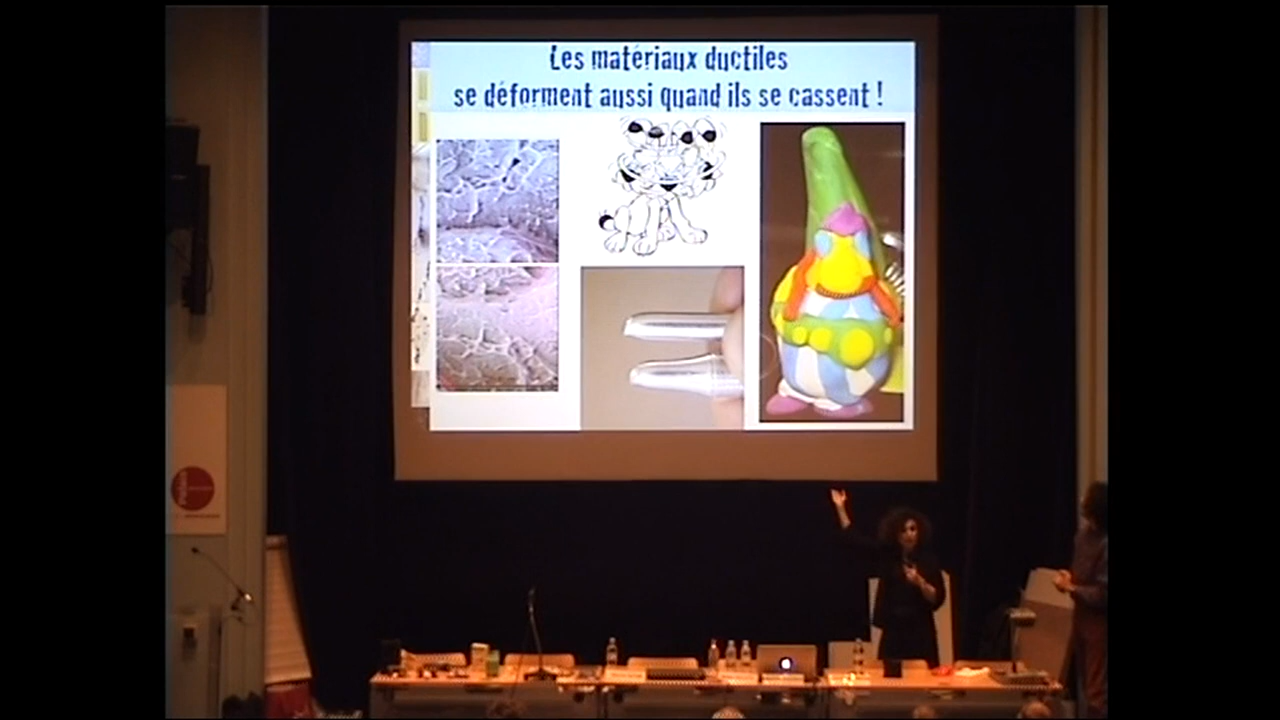 Les matériaux ductiles
se déforment aussi quand ils se cassent !